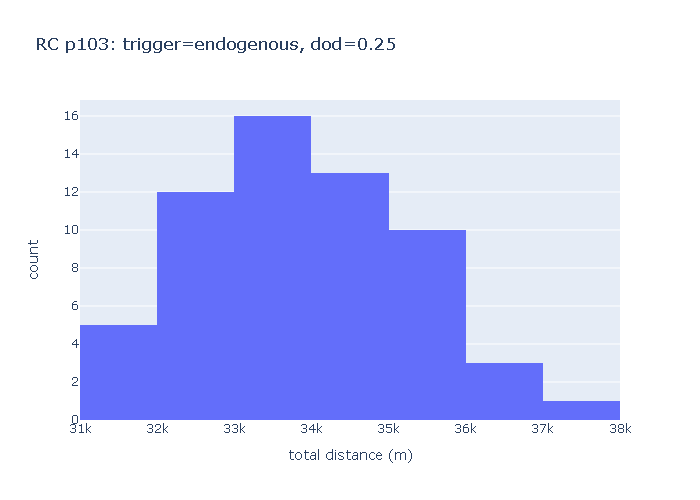 RC p103: trigger=endogenous, dod=0.25
count
16
14
12
10
8
6
4
2
0
31k 32k 33k 34k 35k 36k 37k 38k
total distance (m)